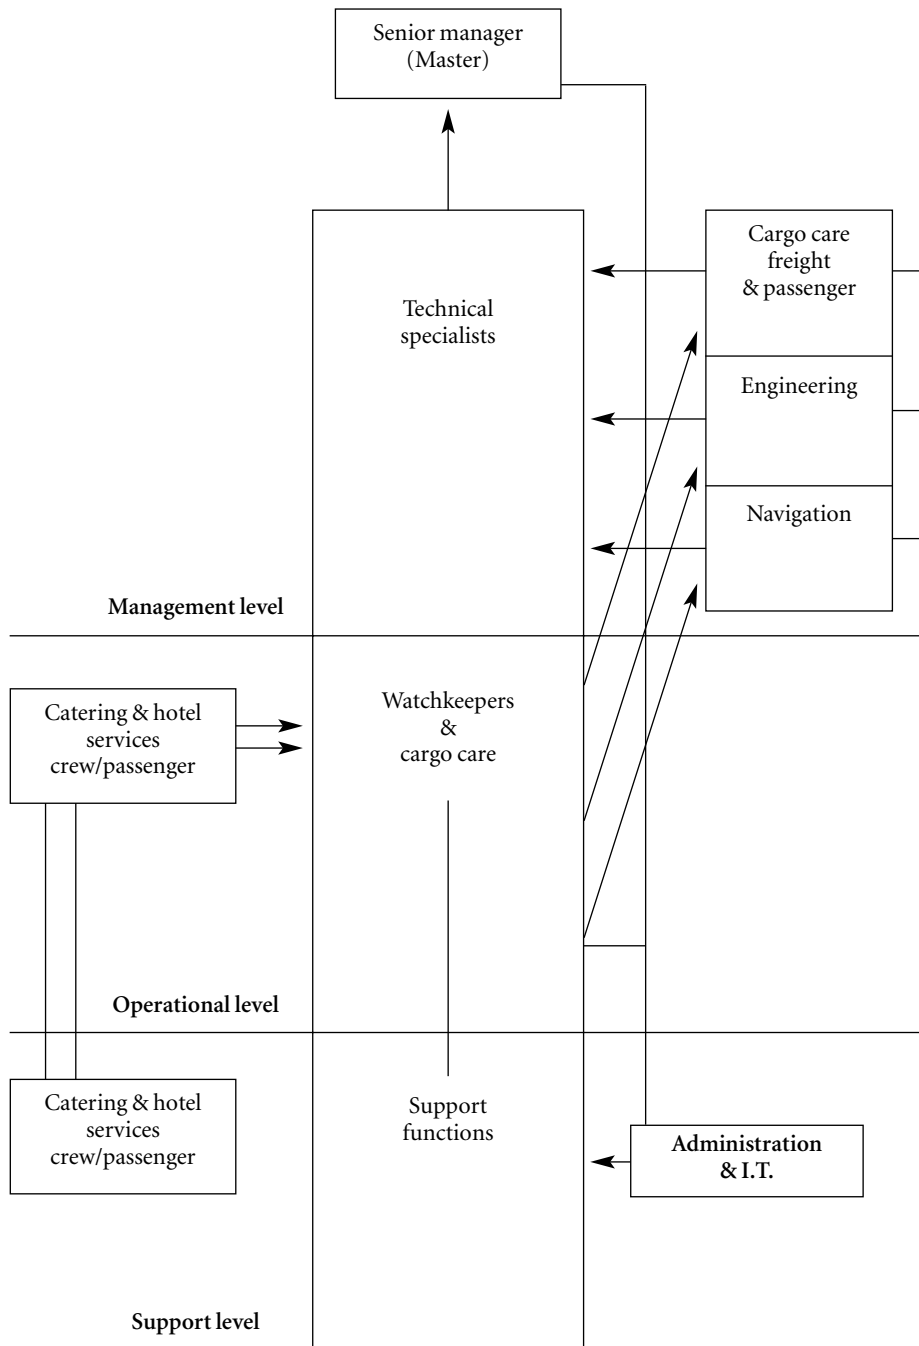 Senior manager
(Master)
Cargo care
freight
& passenger
Technical
specialists
Engineering
Navigation
Management level
Catering & hotel
services
crew/passenger
Watchkeepers
&
cargo care
Operational level
Catering & hotel
services
crew/passenger
Support
functions
Administration
& I.T.
Support level